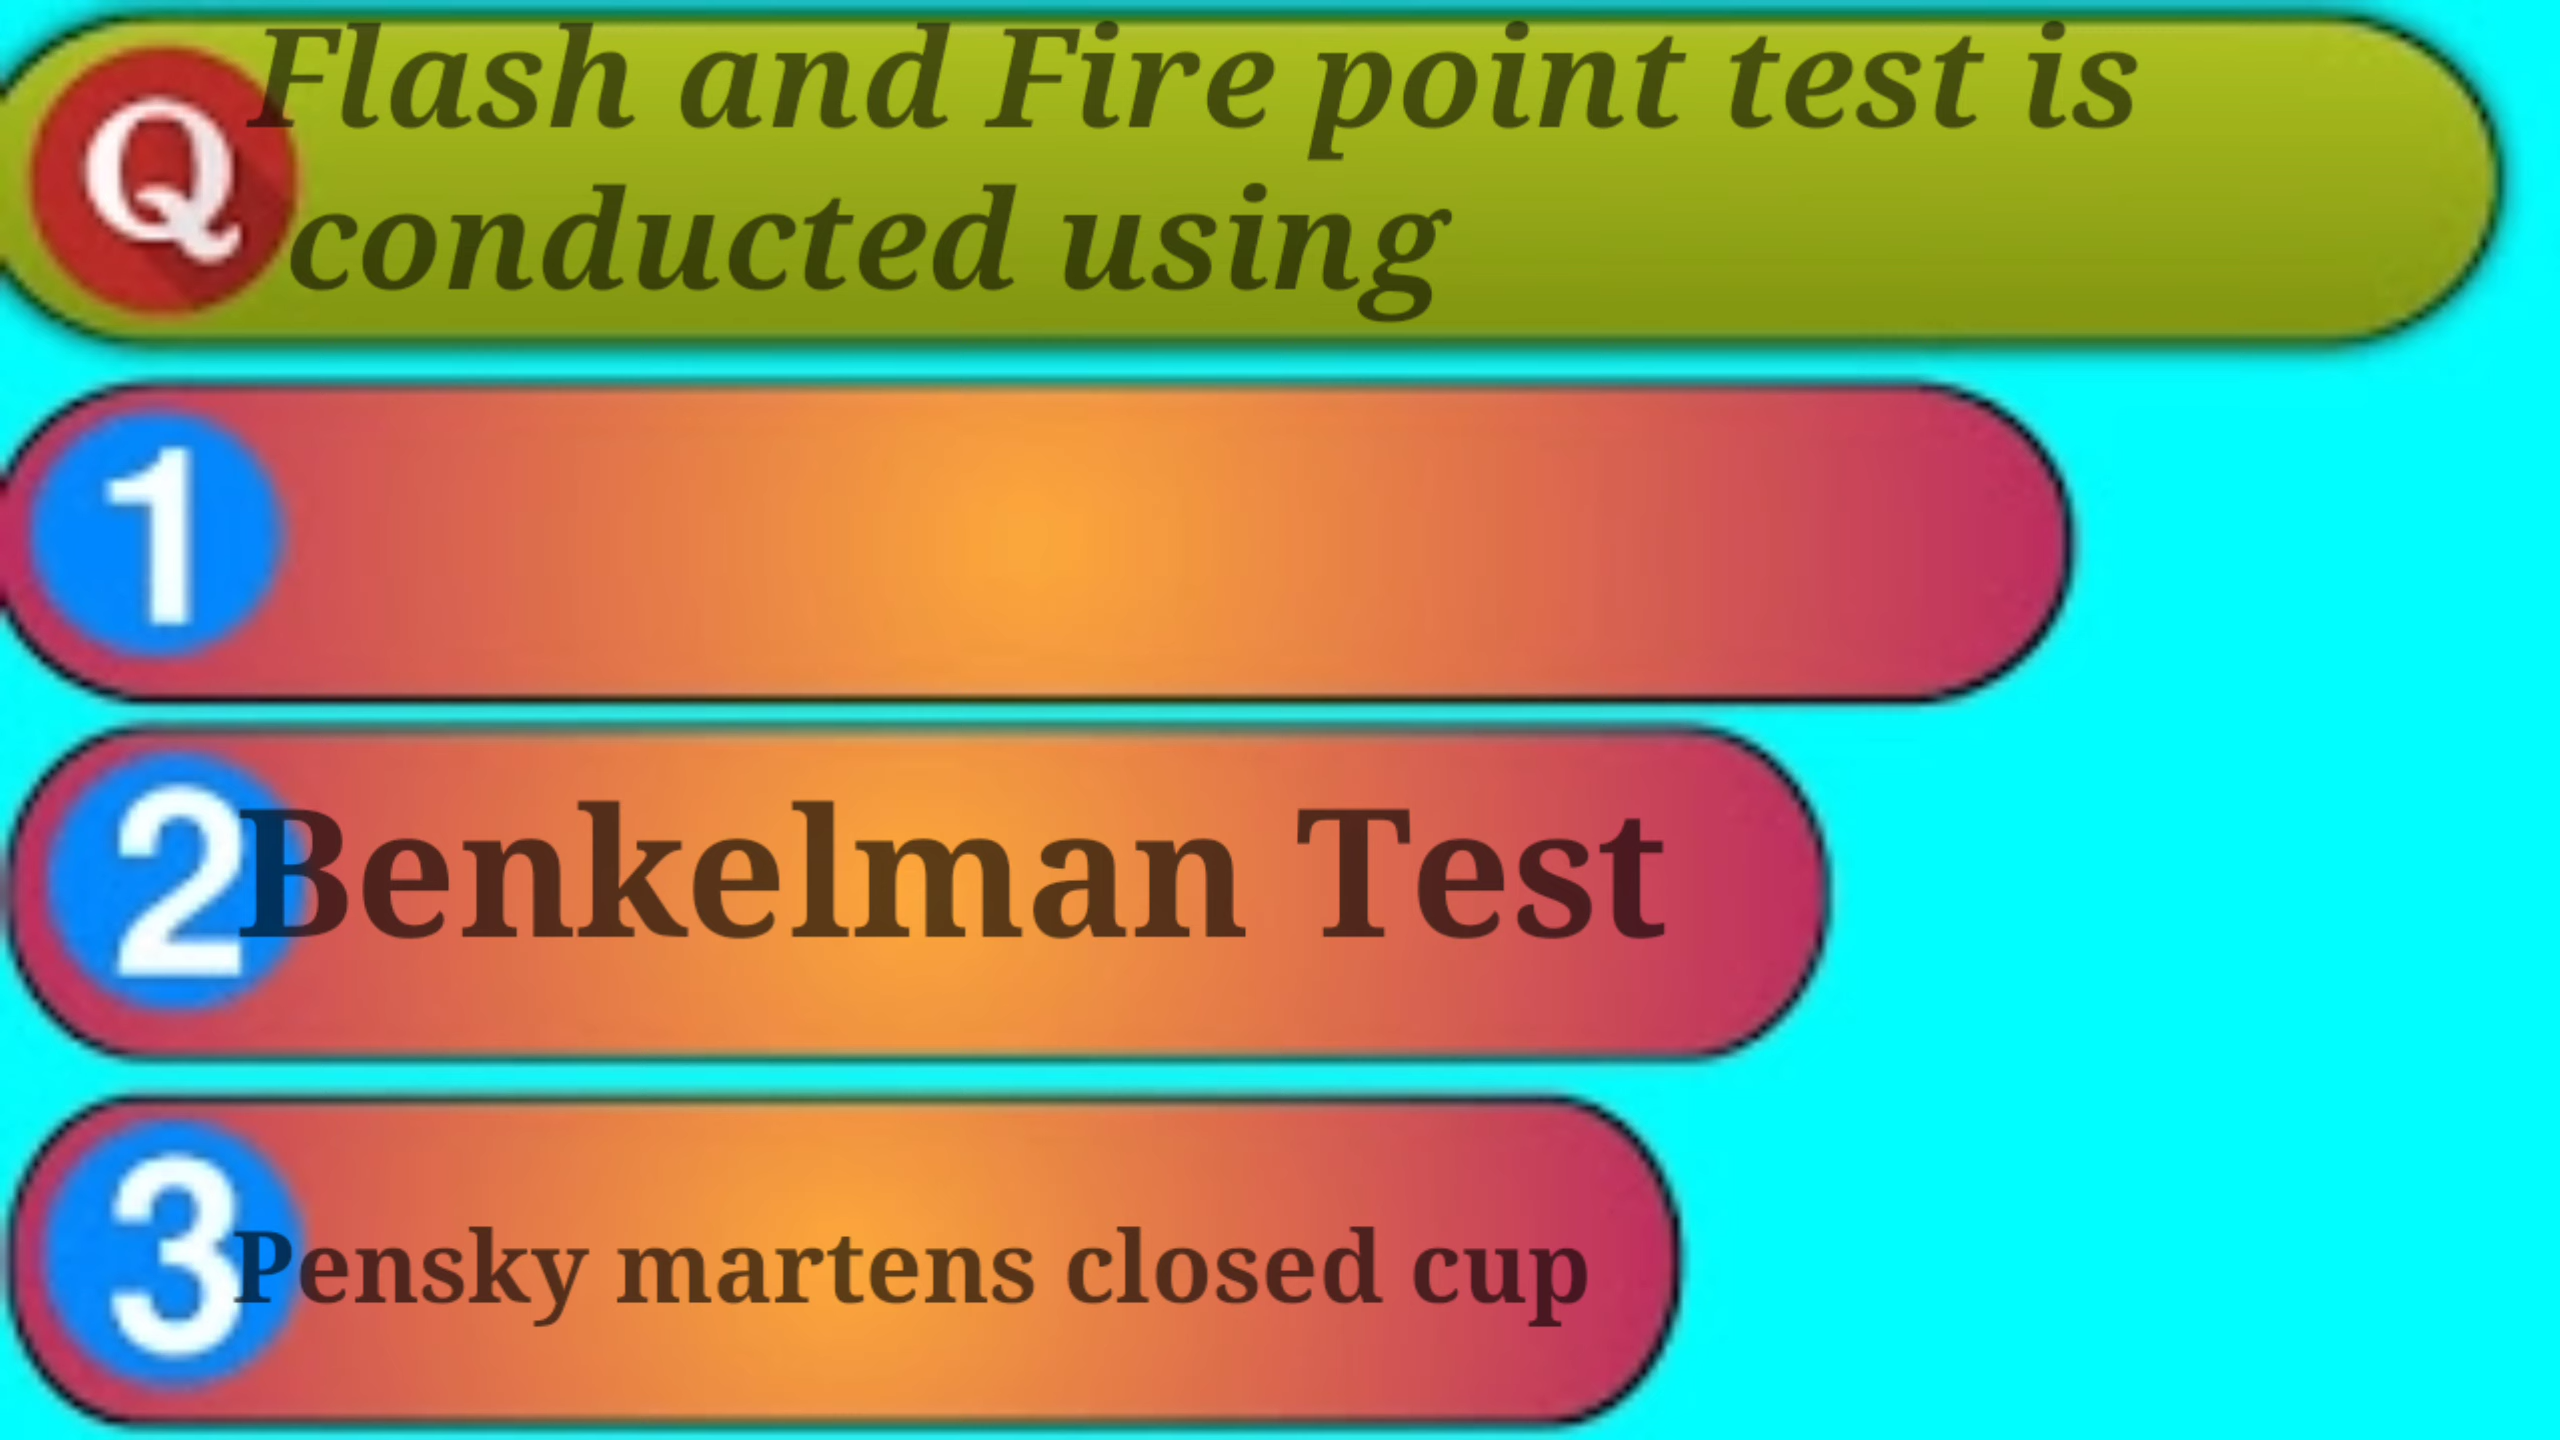 Q Flash and Fire point test is
conducted using
1
2 Benkelman Test
3 Pensky martens closed cup